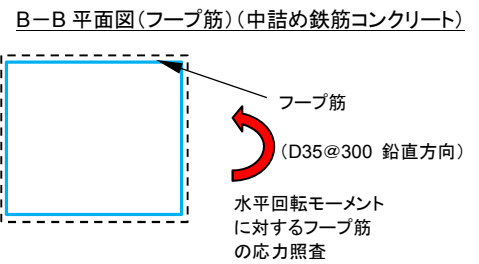 B－B 平面図(フープ筋)(中詰め鉄筋コンクリート)
フープ筋
(D35@300 鉛直方向)
水平回転モーメント
に対するフープ筋
の応力照査